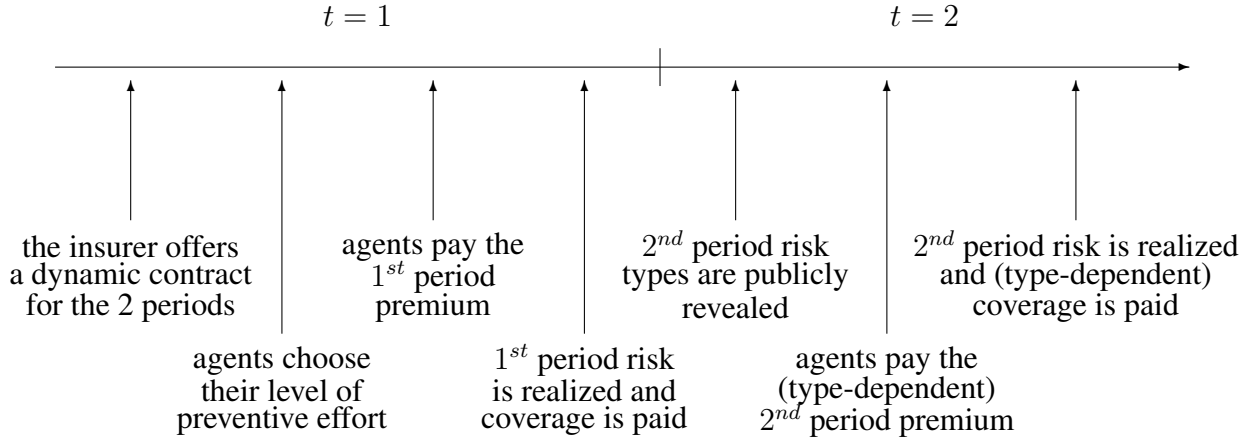 t = 1
t = 2
the insurer offers
a dynamic contract
for the 2 periods
agents choose
their level of
preventive effort
agents pay the
1st period
premium
1st period risk
is realized and
coverage is paid
2nd period risk
types are publicly
revealed
agents pay the
(type-dependent)
2nd period premium
2nd period risk is realized
and (type-dependent)
coverage is paid